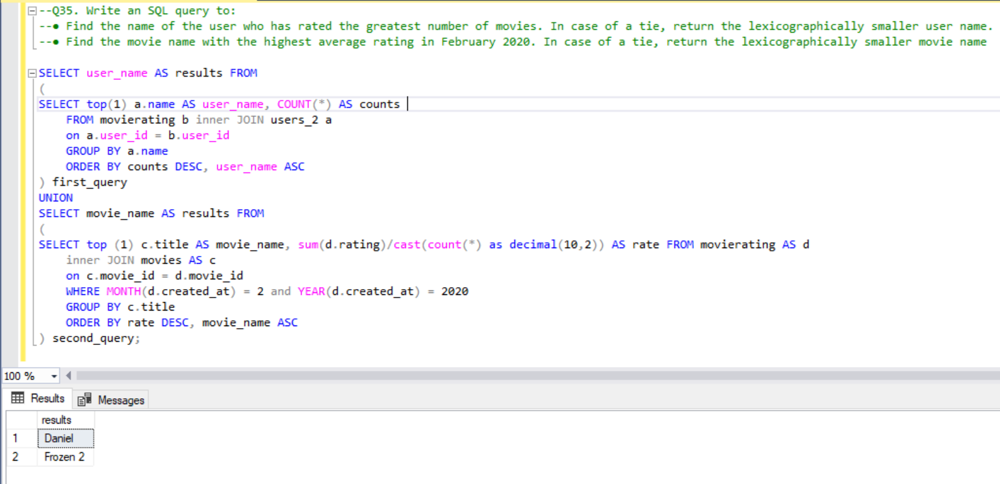 --Q35. Write an SQL query to:
--● Find the name of the user who has rated the greatest number of movies. In case of a tie, return the lexicographically smaller user name.
--● Find the movie name with the highest average rating in February 2020. In case of a tie, return the lexicographically smaller movie name
SELECT user_name AS results FROM
(
SELECT top(1) a.name AS user_name, COUNT(*) AS counts
FROM movierating b inner JOIN users_2 a
on a.user_id = b.user_id
GROUP BY a.name
ORDER BY counts DESC, user_name ASC
) first_query
UNION
SELECT movie_name AS results FROM
(
SELECT top (1) c.title AS movie_name, sum(d.rating)/cast(count(*) as decimal(10,2)) AS rate FROM movierating AS d
inner JOIN movies AS c
on c.movie_id = d.movie_id
WHERE MONTH(d.created_at) = 2 and YEAR(d.created_at) = 2020
GROUP BY c.title
ORDER BY rate DESC, movie_name ASC
) second_query;
100 %
Results Messages
results
1 Daniel
2 Frozen 2